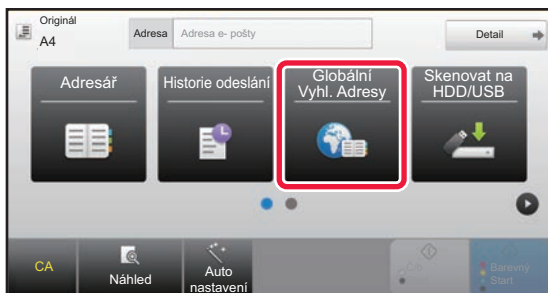 Originál
A4
Adresa
Adresa e- pošty
Detail
Adresář
Historie odeslání
Globální
Vyhl. Adresy
Skenovat na
HDD/USB
CA
Náhled
Auto
nastavení
Barevný
Start